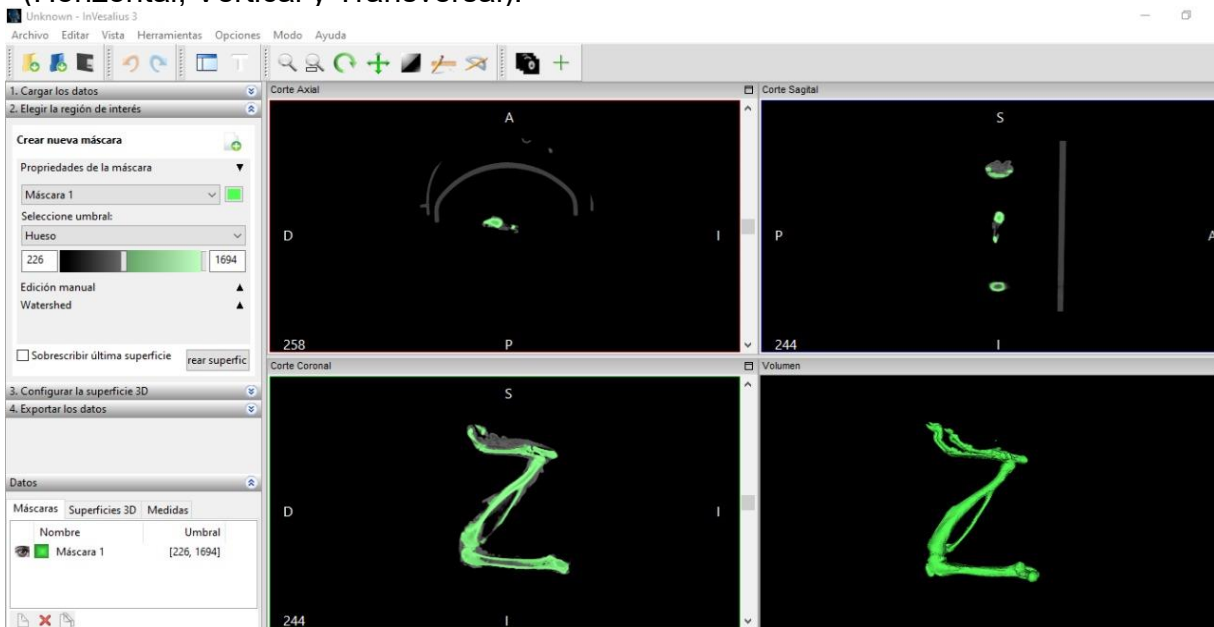 (Horizontal, Vertical y Transversal).
Unknown - InVesalius 3
Archivo Editar Vista Herramientas Opciones Modo Ayuda
1. Cargar los datos
2. Elegir la región de interés
Crear nueva máscara
Propriedades de la máscara
Máscara 1
Seleccione umbral:
Hueso
226 1694
Edición manual
Watershed
Sobrescribir última superficie rear superfic
3. Configurar la superficie 3D
4. Exportar los datos
Datos
Máscaras Superficies 3D Medidas
Nombre Umbral
Máscara 1 [226, 1694]
Corte Axial
A
D I
258 P
Corte Sagital
S
P A
244 I
Corte Coronal
S
D I
244 I
Volumen